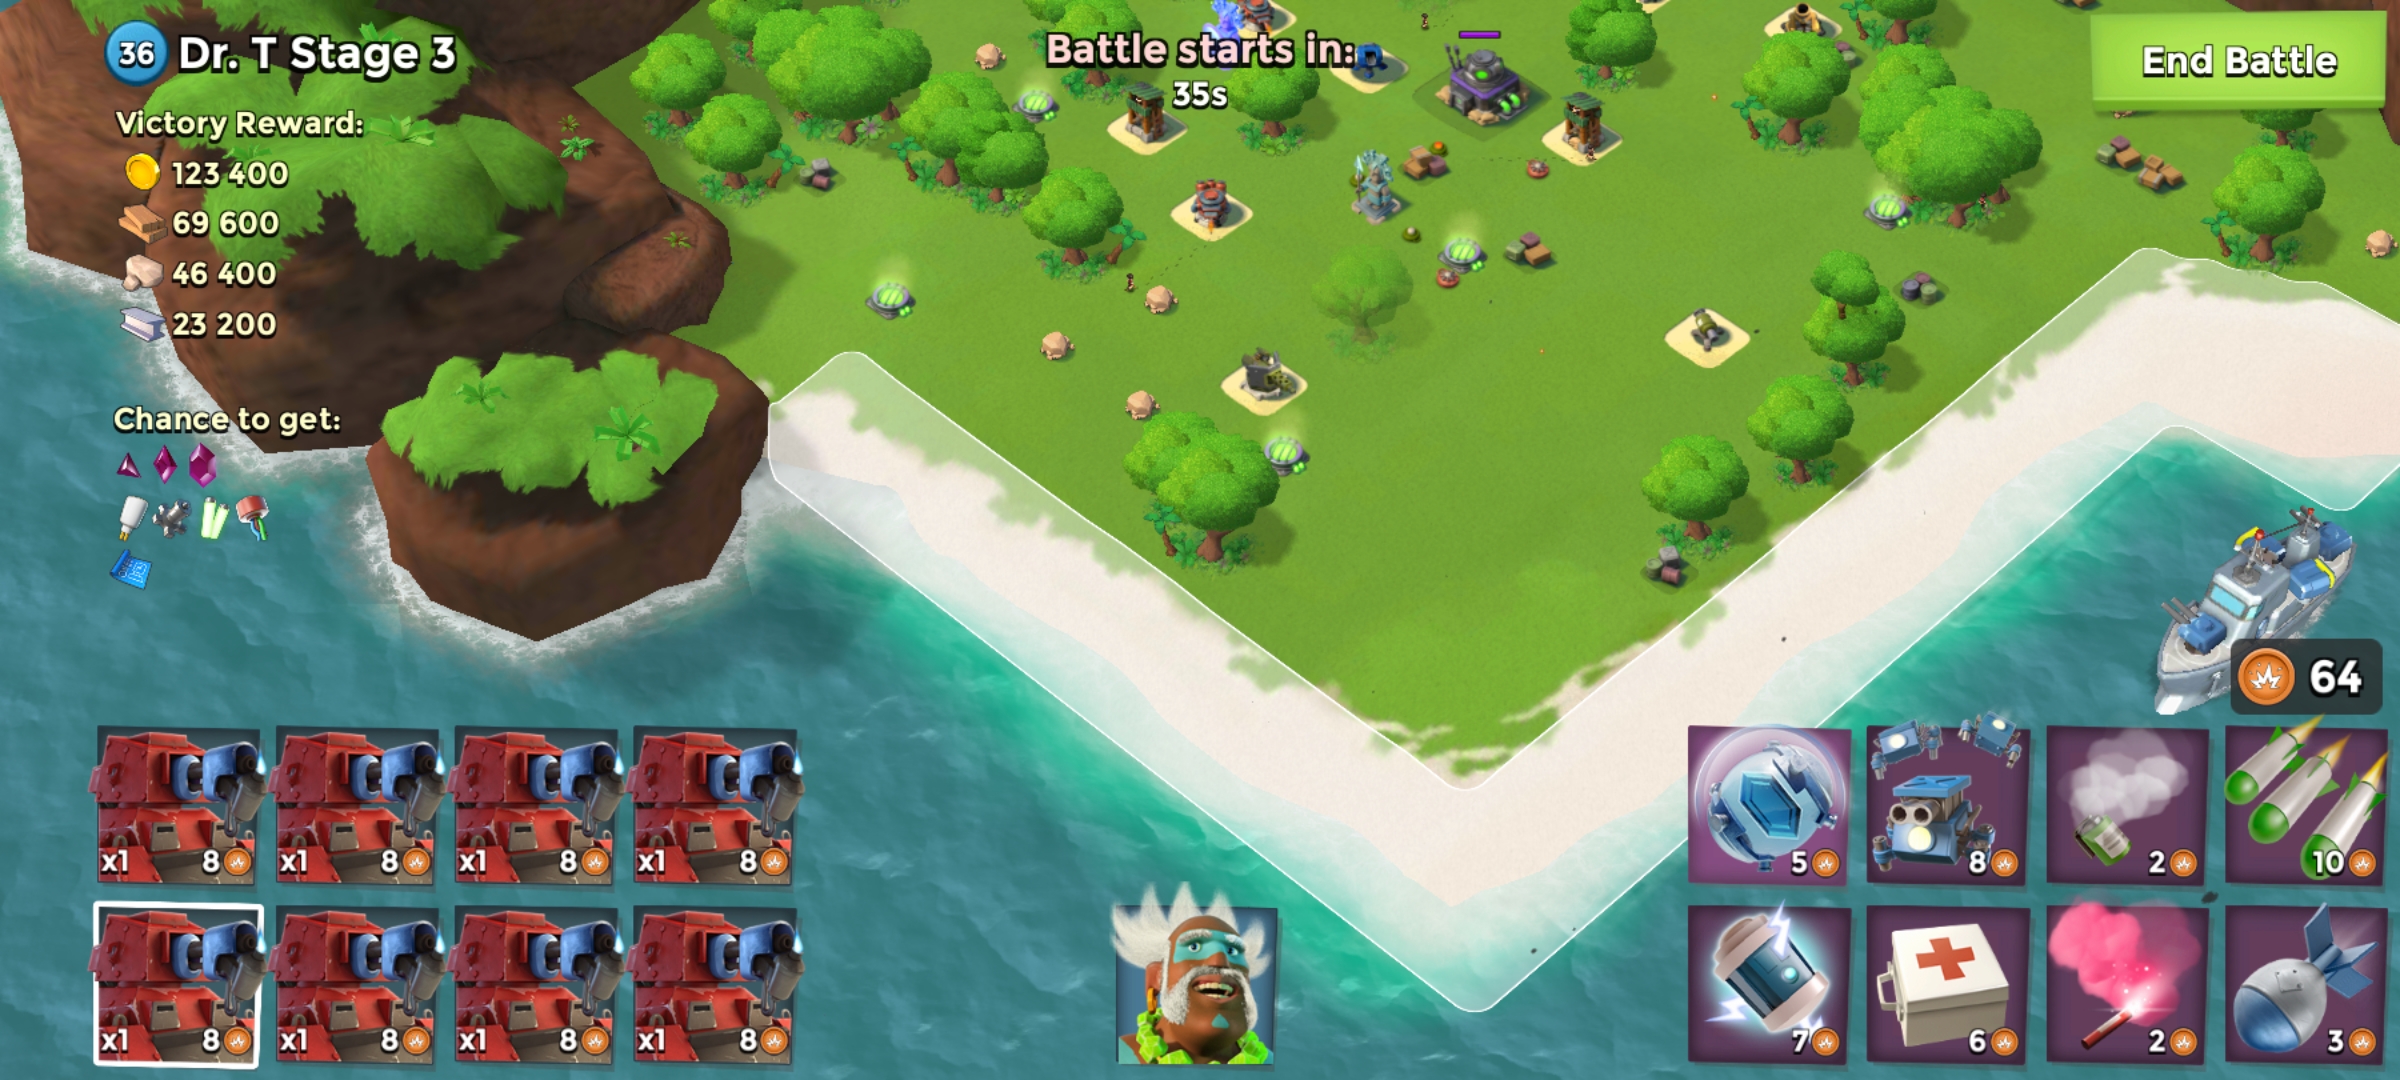 36 Dr. T Stage 3
Victory Reward:
123 400
69 600
46 400
23 200
Chance to get:
Battle starts in:
35s
End Battle
64
x1 8
x1 8
x1 8
x1 8
x1 8
x1 8
x1 8
x1 8
5
8
2
10
7
6
2
3